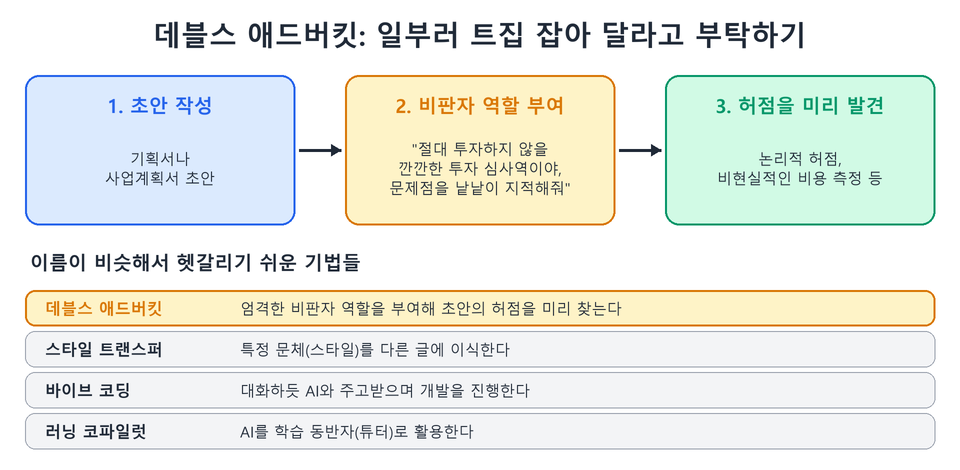 데블스 애드버킷: 일부러 트집 잡아 달라고 부탁하기
1. 초안 작성
기획서나
사업계획서 초안
2. 비판자 역할 부여
"절대 투자하지 않을
깐깐한 투자 심사역이야,
문제점을 낱낱이 지적해줘"
3. 허점을 미리 발견
논리적 허점,
비현실적인 비용 측정 등
이름이 비슷해서 헷갈리기 쉬운 기법들
데블스 애드버킷 엄격한 비판자 역할을 부여해 초안의 허점을 미리 찾는다
스타일 트랜스퍼 특정 문체(스타일)를 다른 글에 이식한다
바이브 코딩 대화하듯 AI와 주고받으며 개발을 진행한다
러닝 코파일럿 AI를 학습 동반자(튜터)로 활용한다